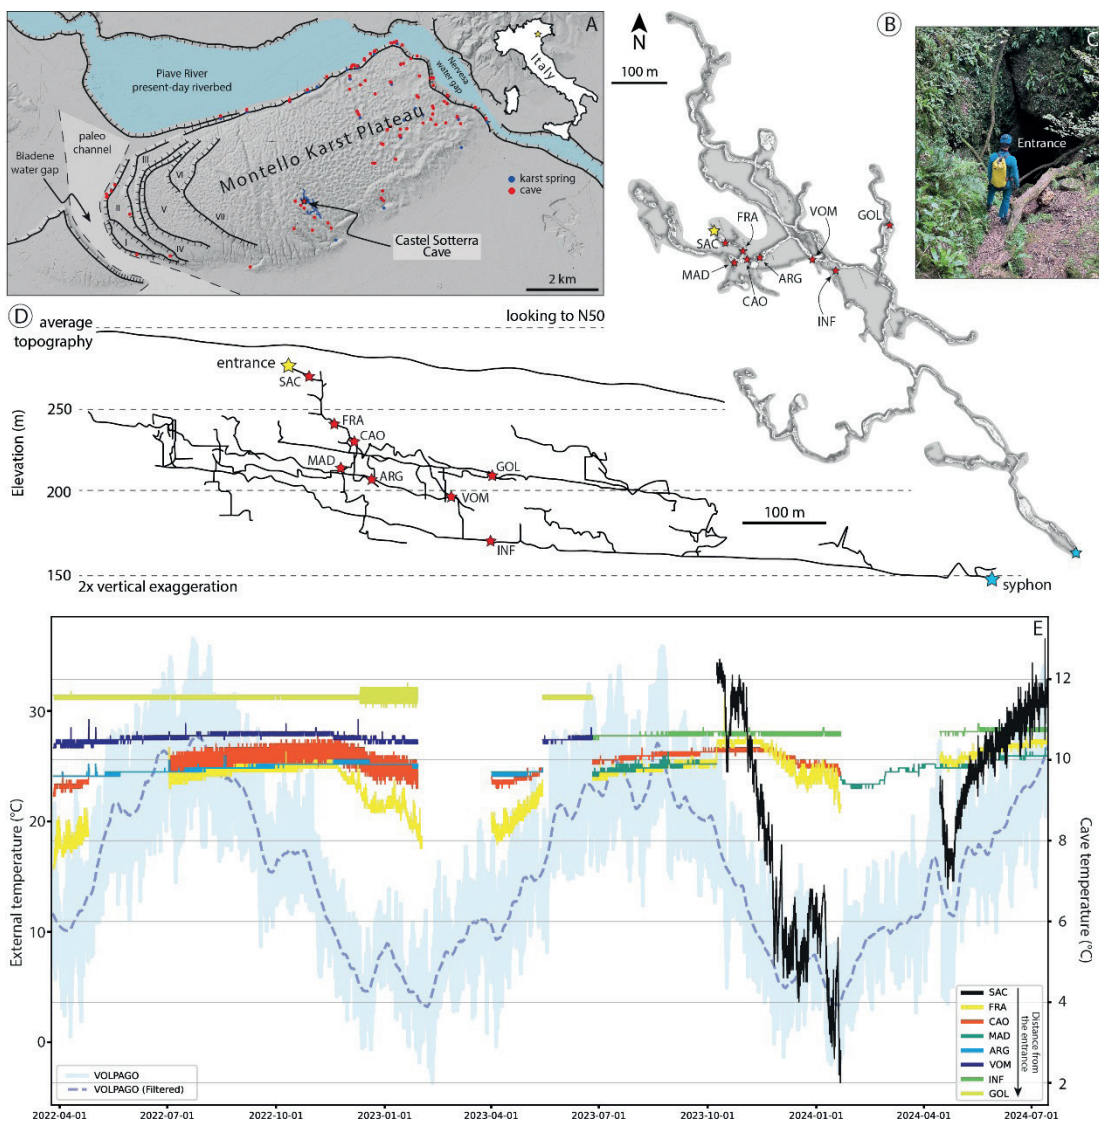 A
Piave River
present-day riverbed
Nervesa
water gap
Italy
paleo
channel
Biadene
water gap
Montello Karst Plateau
III
VI
II
V
VII
I
IV
karst spring
cave
Castel Sotterra
Cave
2 km
B
N
100 m
SAC
FRA
VOM
GOL
MAD
CAO
ARG
INF
C
Entrance
D
average
topography
looking to N50
entrance
SAC
Elevation (m)
250
FRA
CAO
MAD
ARG
GOL
200
VOM
100 m
INF
150
2x vertical exaggeration
syphon
E
External temperature (°C)
30
20
10
0
Cave temperature (°C)
12
10
8
6
4
2
SAC
FRA
CAO
MAD
ARG
VOM
INF
GOL
Distance from
the entrance
VOLPAGO
VOLPAGO (Filtered)
2022-04-01 2022-07-01 2022-10-01 2023-01-01 2023-04-01 2023-07-01 2023-10-01 2024-01-01 2024-04-01 2024-07-01